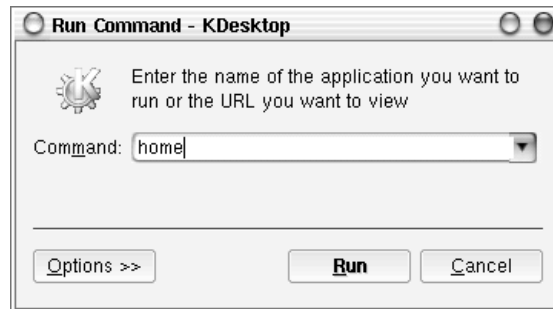 Run Command - KDesktop
Enter the name of the application you want to
run or the URL you want to view
Command: home
Options >> Run Cancel